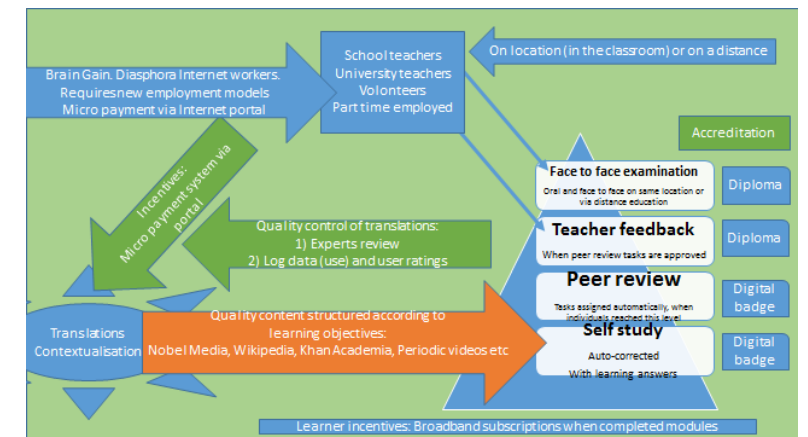 School teachers
University teachers
Volonteers
Part time employed
On location (in the classroom) or on a distance
Brain Gain. Diasphora Internet workers.
Requires new employment models
Micro payment via Internet portal
Accreditation
Incentives:
Micro payment system via
portal
Face to face examination
Oral and face to face on same location or
via distance education
Diploma
Quality control of translations:
1) Experts review
2) Log data (use) and user ratings
Teacher feedback
When peer review tasks are approved
Diploma
Peer review
Tasks assigned automatically, when
individuals reached this level
Digital
badge
Translations
Contextualisation
Quality content structured according to
learning objectives:
Nobel Media, Wikipedia, Khan Academia, Periodic videos etc
Self study
Auto-corrected
With learning answers
Digital
badge
Learner incentives: Broadband subscriptions when completed modules